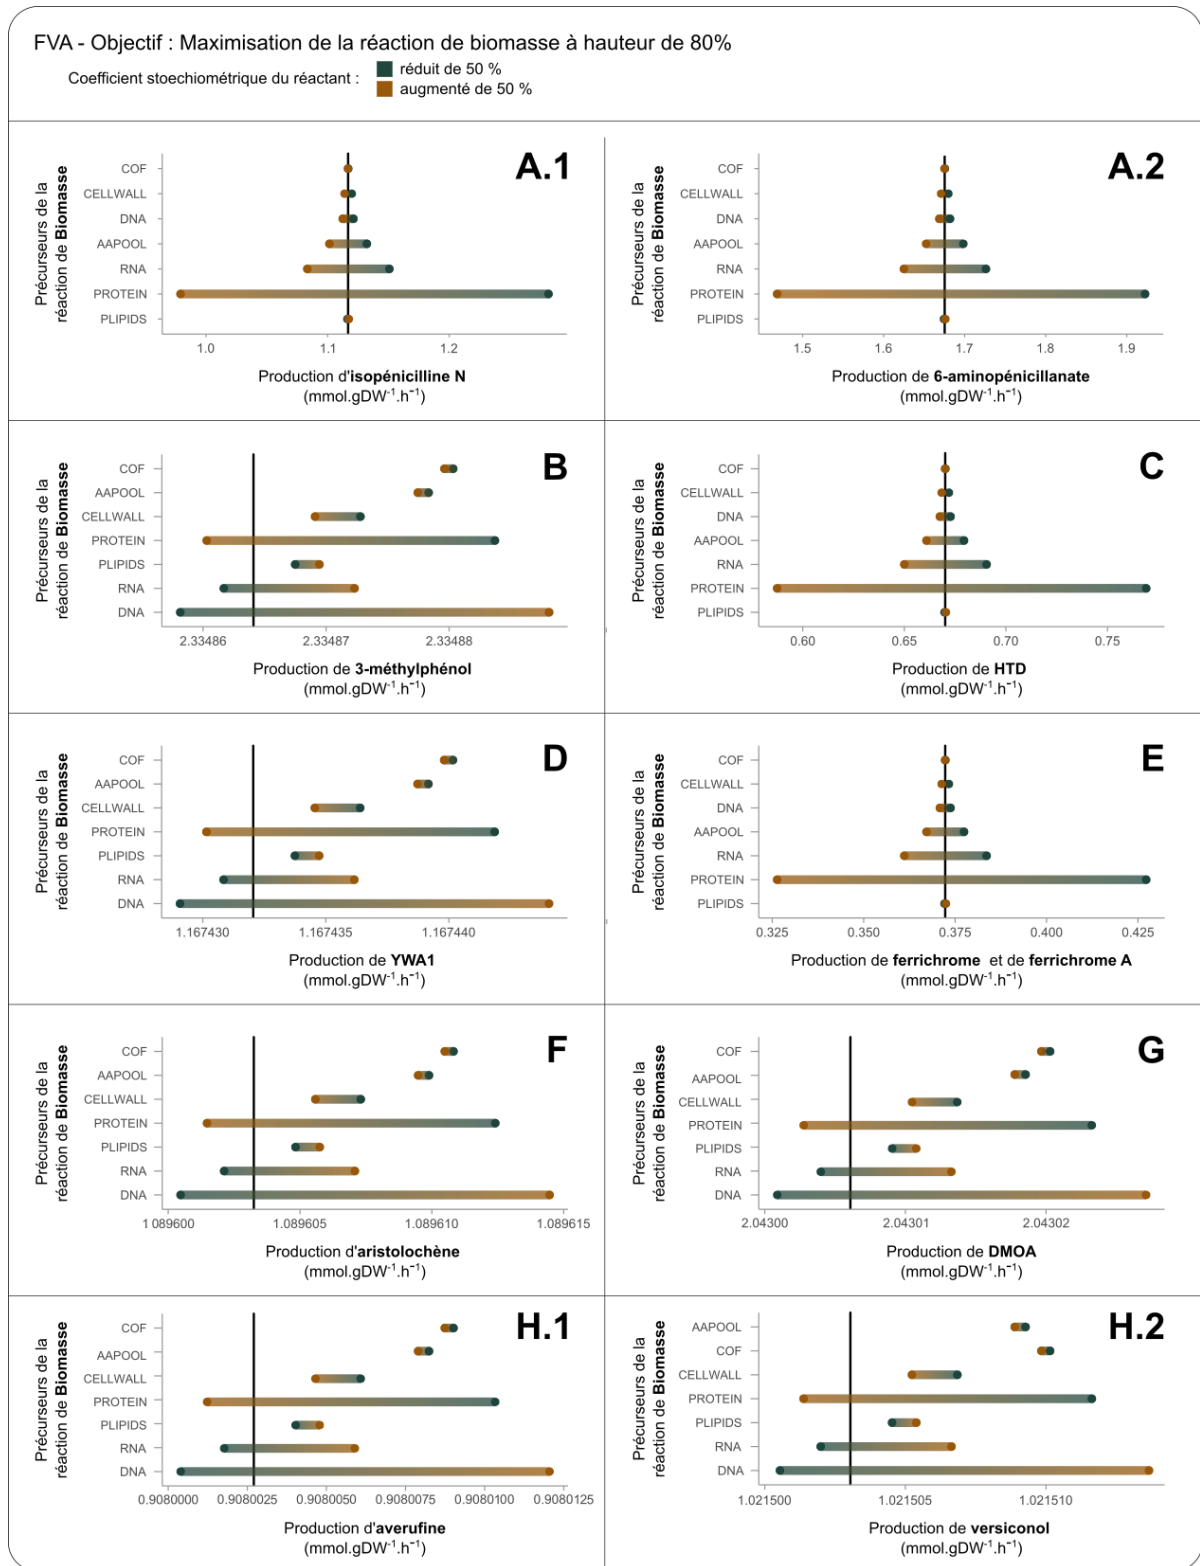 FVA - Objectif : Maximisation de la réaction de biomasse à hauteur de 80%
Coefficient stoechiométrique du réactant :
réduit de 50 %
augmenté de 50 %
A.1
Précurseurs de la
réaction de Biomasse
COF
CELLWALL
DNA
AAPOOL
RNA
PROTEIN
PLIPIDS
1.0 1.1 1.2
Production d'isopénicilline N
(mmol.gDW⁻¹.h⁻¹)
A.2
Précurseurs de la
réaction de Biomasse
COF
CELLWALL
DNA
AAPOOL
RNA
PROTEIN
PLIPIDS
1.5 1.6 1.7 1.8 1.9
Production de 6-aminopénicillanate
(mmol.gDW⁻¹.h⁻¹)
B
Précurseurs de la
réaction de Biomasse
COF
AAPOOL
CELLWALL
PROTEIN
PLIPIDS
RNA
DNA
2.33486 2.33487 2.33488
Production de 3-méthylphénol
(mmol.gDW⁻¹.h⁻¹)
C
Précurseurs de la
réaction de Biomasse
COF
CELLWALL
DNA
AAPOOL
RNA
PROTEIN
PLIPIDS
0.60 0.65 0.70 0.75
Production de HTD
(mmol.gDW⁻¹.h⁻¹)
D
Précurseurs de la
réaction de Biomasse
COF
AAPOOL
CELLWALL
PROTEIN
PLIPIDS
RNA
DNA
1.167430 1.167435 1.167440
Production de YWA1
(mmol.gDW⁻¹.h⁻¹)
E
Précurseurs de la
réaction de Biomasse
COF
CELLWALL
DNA
AAPOOL
RNA
PROTEIN
PLIPIDS
0.325 0.350 0.375 0.400 0.425
Production de ferrichrome et de ferrichrome A
(mmol.gDW⁻¹.h⁻¹)
F
Précurseurs de la
réaction de Biomasse
COF
AAPOOL
CELLWALL
PROTEIN
PLIPIDS
RNA
DNA
1.089600 1.089605 1.089610 1.089615
Production d'aristolochène
(mmol.gDW⁻¹.h⁻¹)
G
Précurseurs de la
réaction de Biomasse
COF
AAPOOL
CELLWALL
PROTEIN
PLIPIDS
RNA
DNA
2.04300 2.04301 2.04302
Production de DMOA
(mmol.gDW⁻¹.h⁻¹)
H.1
Précurseurs de la
réaction de Biomasse
COF
AAPOOL
CELLWALL
PROTEIN
PLIPIDS
RNA
DNA
0.9080000 0.9080025 0.9080050 0.9080075 0.9080100 0.9080125
Production d'averufine
(mmol.gDW⁻¹.h⁻¹)
H.2
Précurseurs de la
réaction de Biomasse
AAPOOL
COF
CELLWALL
PROTEIN
PLIPIDS
RNA
DNA
1.021500 1.021505 1.021510
Production de versiconol
(mmol.gDW⁻¹.h⁻¹)